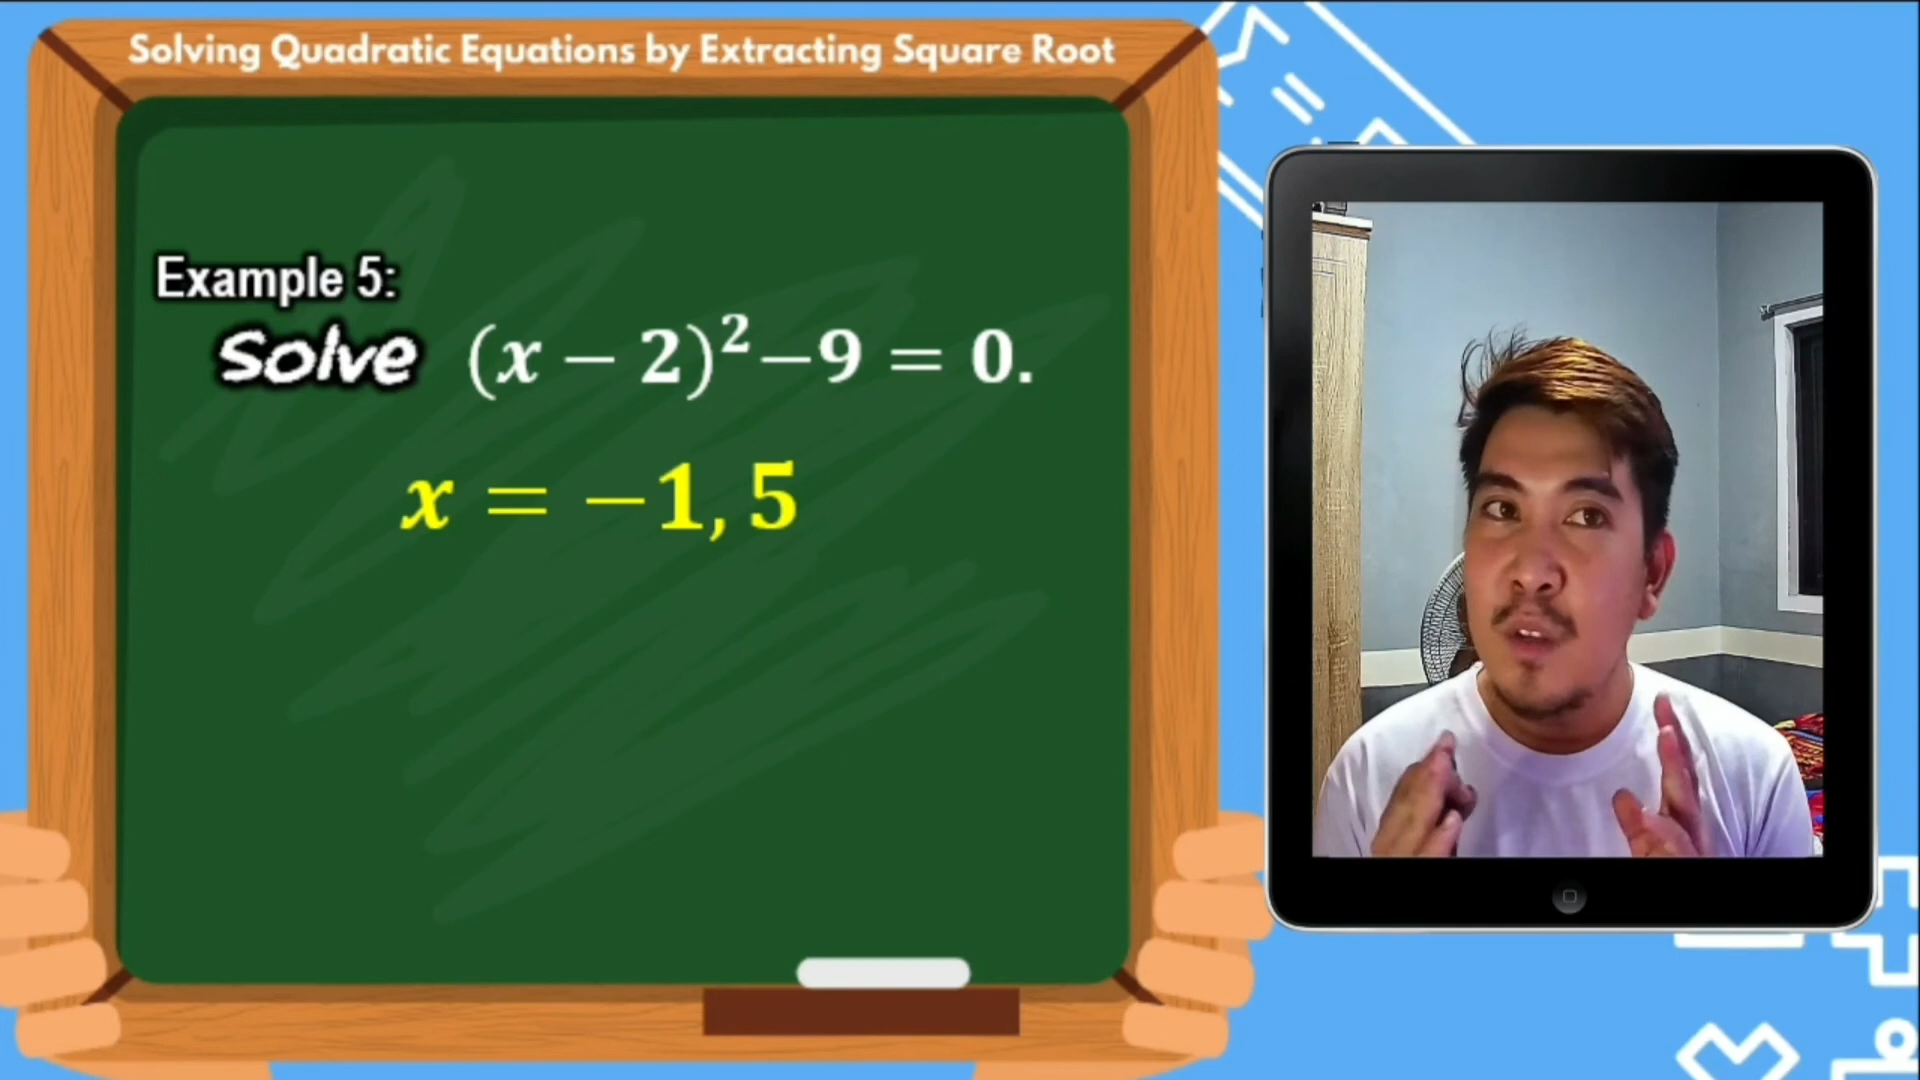 Solving Quadratic Equations by Extracting Square Root
Example 5:
Solve (x − 2)²−9 = 0.
x = −1, 5